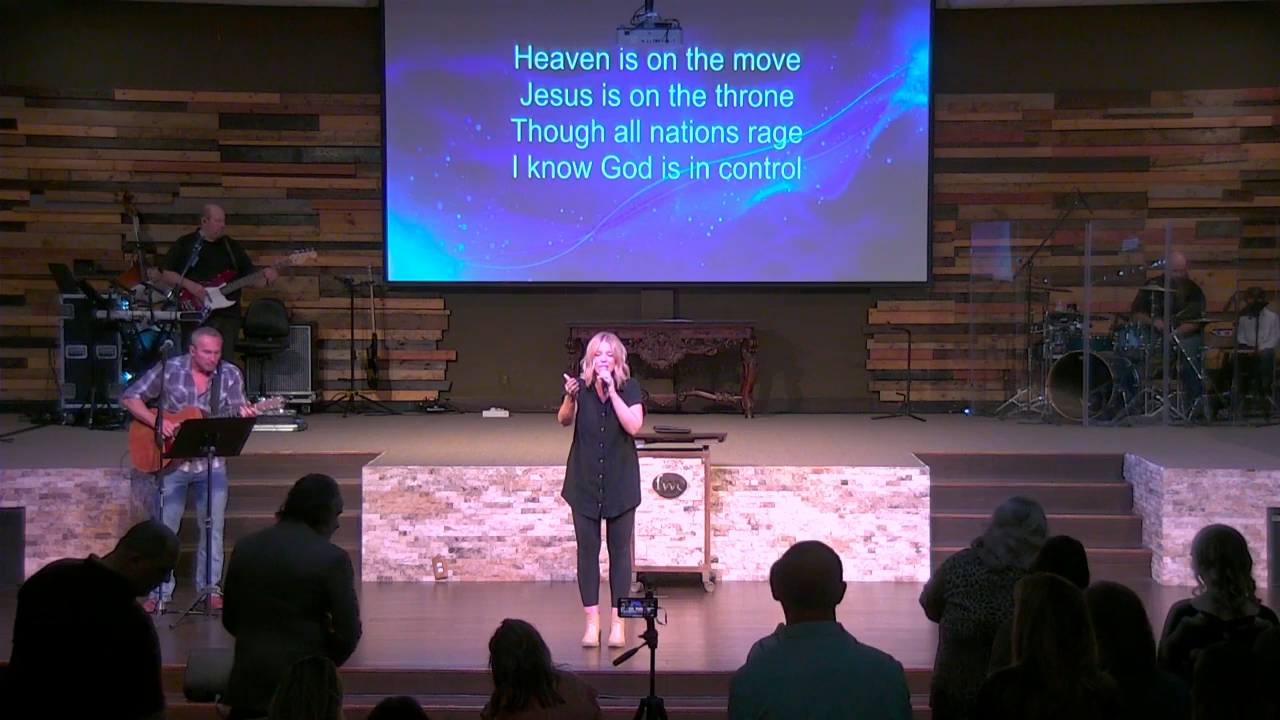 Heaven is on the move
Jesus is on the throne
Though all nations rage
I know God is in control